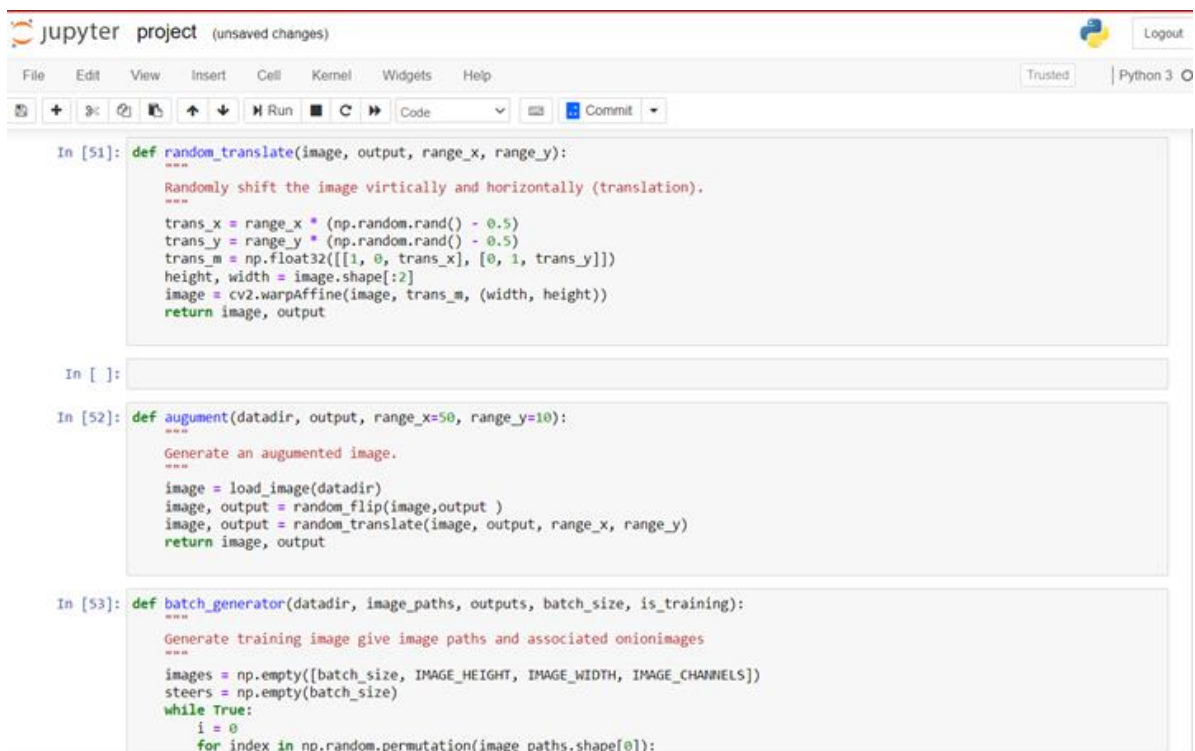 jupyter project (unsaved changes)
Logout
File Edit View Insert Cell Kernel Widgets Help
Trusted
Python 3
Run
Code
Commit
In [51]: def random_translate(image, output, range_x, range_y):
"""
Randomly shift the image virtically and horizontally (translation).
"""
trans_x = range_x * (np.random.rand() - 0.5)
trans_y = range_y * (np.random.rand() - 0.5)
trans_m = np.float32([[1, 0, trans_x], [0, 1, trans_y]])
height, width = image.shape[:2]
image = cv2.warpAffine(image, trans_m, (width, height))
return image, output
In [ ]:
In [52]: def augument(datadir, output, range_x=50, range_y=10):
"""
Generate an augumented image.
"""
image = load_image(datadir)
image, output = random_flip(image,output )
image, output = random_translate(image, output, range_x, range_y)
return image, output
In [53]: def batch_generator(datadir, image_paths, outputs, batch_size, is_training):
"""
Generate training image give image paths and associated onionimages
"""
images = np.empty([batch_size, IMAGE_HEIGHT, IMAGE_WIDTH, IMAGE_CHANNELS])
steers = np.empty(batch_size)
while True:
i = 0
for index in np.random.permutation(image_paths.shape[0]):